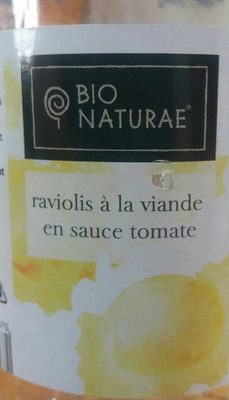 BIO
NATURAE®
raviolis à la viande
en sauce tomate